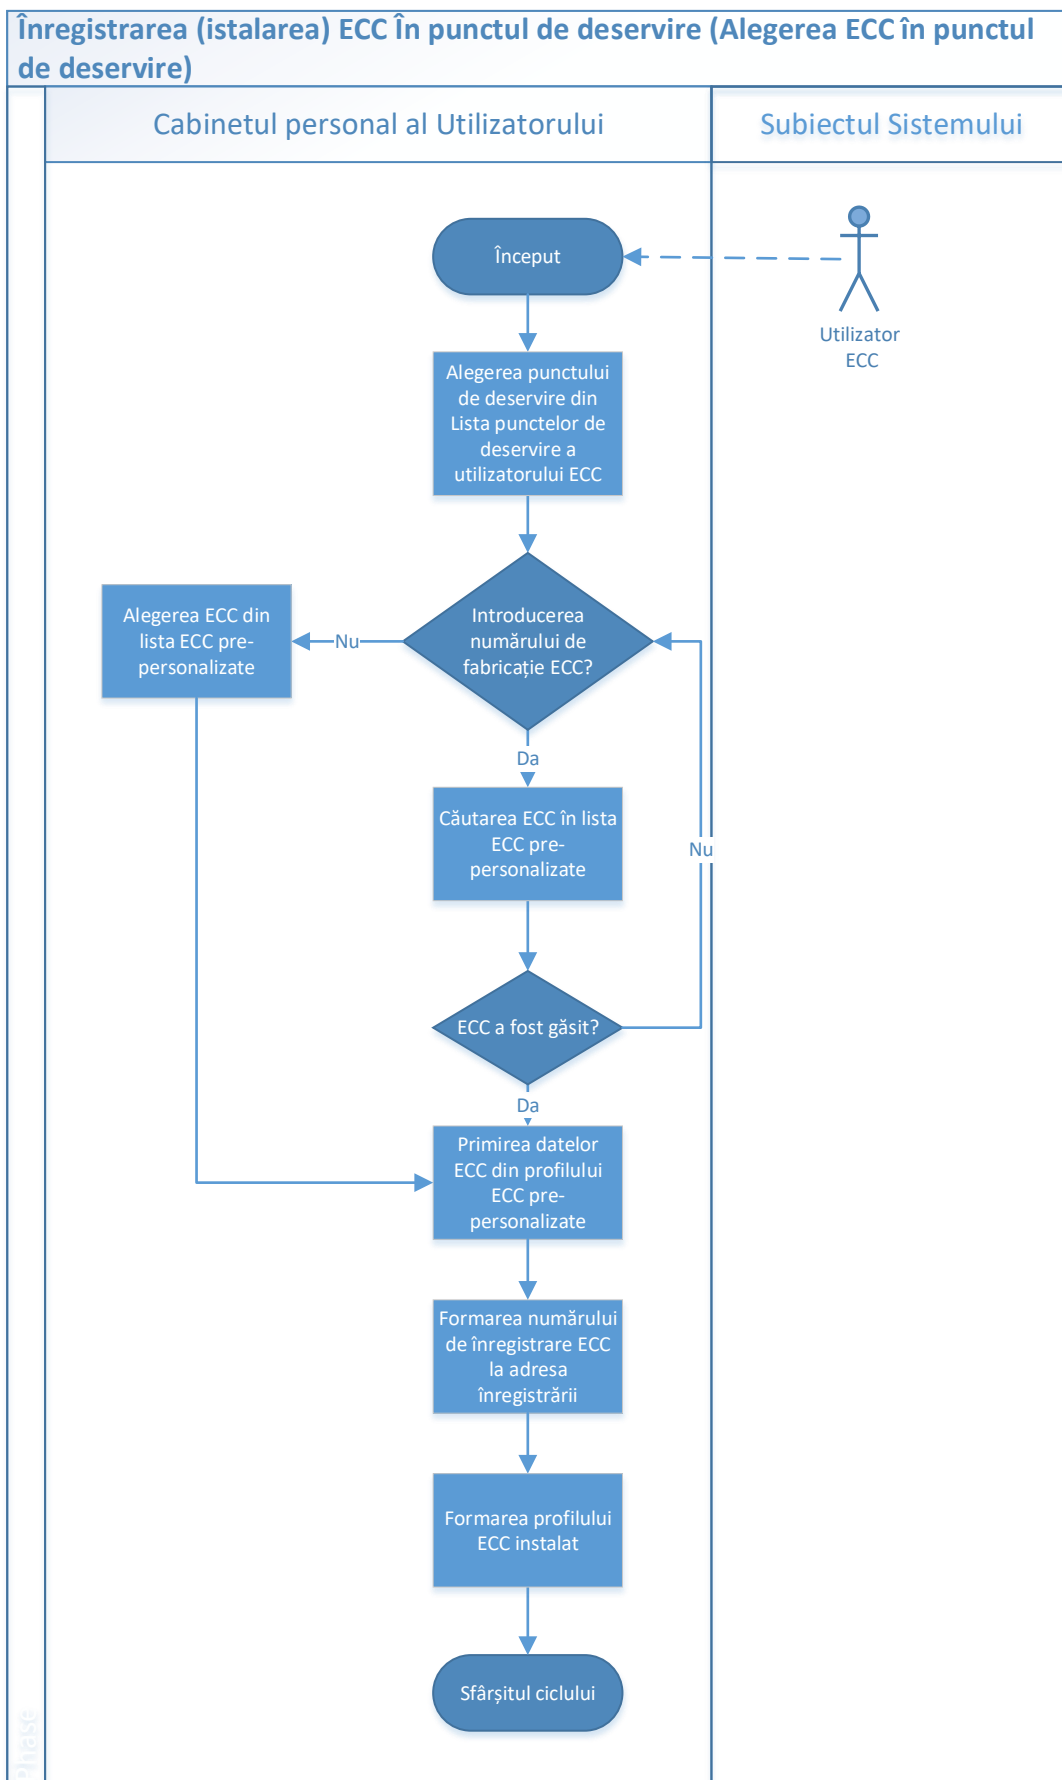 Înregistrarea (istalarea) ECC În punctul de deservire (Alegerea ECC în punctul
de deservire)
Cabinetul personal al Utilizatorului
Subiectul Sistemului
Început
Utilizator
ECC
Alegerea punctului
de deservire din
Lista punctelor de
deservire a
utilizatorului ECC
Introducerea
numărului de
fabricație ECC?
Nu
Alegerea ECC din
lista ECC pre-
personalizate
Da
Căutarea ECC în lista
ECC pre-
personalizate
Nu
ECC a fost găsit?
Da
Primirea datelor
ECC din profilului
ECC pre-
personalizate
Formarea numărului
de înregistrare ECC
la adresa
înregistrării
Formarea profilului
ECC instalat
Sfârșitul ciclului
Phase